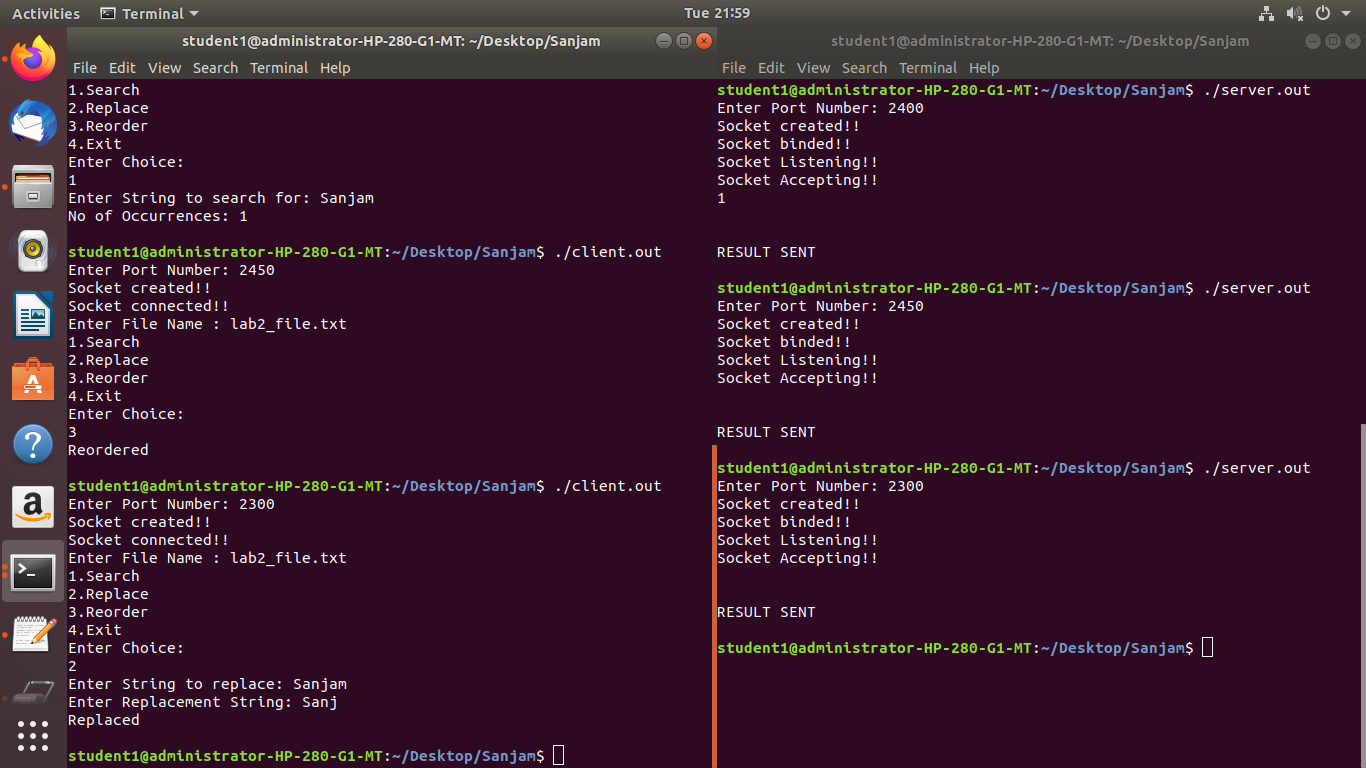 Activities Terminal Tue 21:59
student1@administrator-HP-280-G1-MT: ~/Desktop/Sanjam
File Edit View Search Terminal Help
1.Search
2.Replace
3.Reorder
4.Exit
Enter Choice:
1
Enter String to search for: Sanjam
No of Occurrences: 1
student1@administrator-HP-280-G1-MT:~/Desktop/Sanjam$ ./client.out
Enter Port Number: 2450
Socket created!!
Socket connected!!
Enter File Name : lab2_file.txt
1.Search
2.Replace
3.Reorder
4.Exit
Enter Choice:
3
Reordered
student1@administrator-HP-280-G1-MT:~/Desktop/Sanjam$ ./client.out
Enter Port Number: 2300
Socket created!!
Socket connected!!
Enter File Name : lab2_file.txt
1.Search
2.Replace
3.Reorder
4.Exit
Enter Choice:
2
Enter String to replace: Sanjam
Enter Replacement String: Sanj
Replaced
student1@administrator-HP-280-G1-MT:~/Desktop/Sanjam$
student1@administrator-HP-280-G1-MT: ~/Desktop/Sanjam
File Edit View Search Terminal Help
student1@administrator-HP-280-G1-MT:~/Desktop/Sanjam$ ./server.out
Enter Port Number: 2400
Socket created!!
Socket binded!!
Socket Listening!!
Socket Accepting!!
1
RESULT SENT
student1@administrator-HP-280-G1-MT:~/Desktop/Sanjam$ ./server.out
Enter Port Number: 2450
Socket created!!
Socket binded!!
Socket Listening!!
Socket Accepting!!
RESULT SENT
student1@administrator-HP-280-G1-MT:~/Desktop/Sanjam$ ./server.out
Enter Port Number: 2300
Socket created!!
Socket binded!!
Socket Listening!!
Socket Accepting!!
RESULT SENT
student1@administrator-HP-280-G1-MT:~/Desktop/Sanjam$